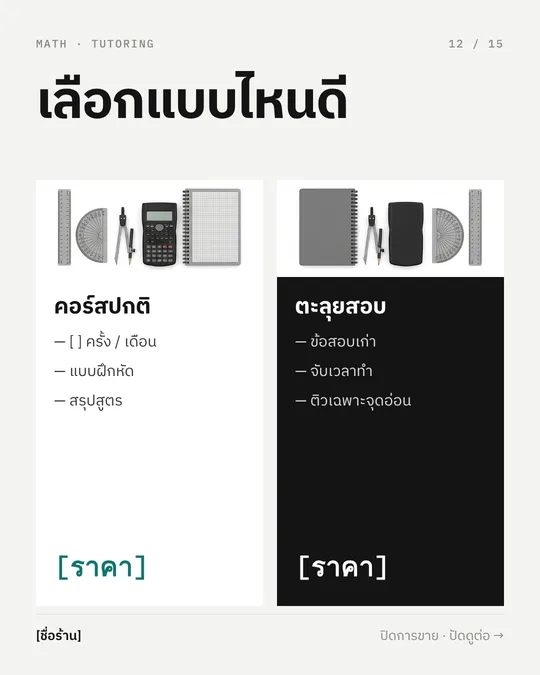 MATH · TUTORING
12 / 15
เลือกแบบไหนดี
คอร์สปกติ
— [ ] ครั้ง / เดือน
— แบบฝึกหัด
— สรุปสูตร
[ราคา]
ตะลุยสอบ
— ข้อสอบเก่า
— จับเวลาทำ
— ติวเฉพาะจุดอ่อน
[ราคา]
[ชื่อร้าน]
ปิดการขาย · ปัดดูต่อ →